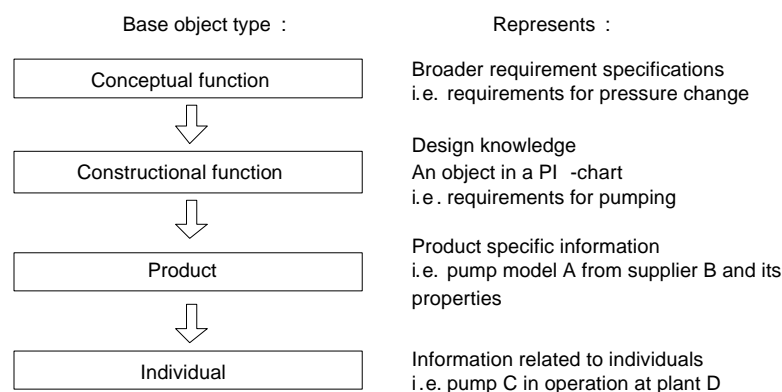 Base object type : Represents :
Conceptual function
Broader requirement specifications
i.e. requirements for pressure change
Constructional function
Design knowledge
An object in a PI -chart
i.e. requirements for pumping
Product
Product specific information
i.e. pump model A from supplier B and its
properties
Individual
Information related to individuals
i.e. pump C in operation at plant D